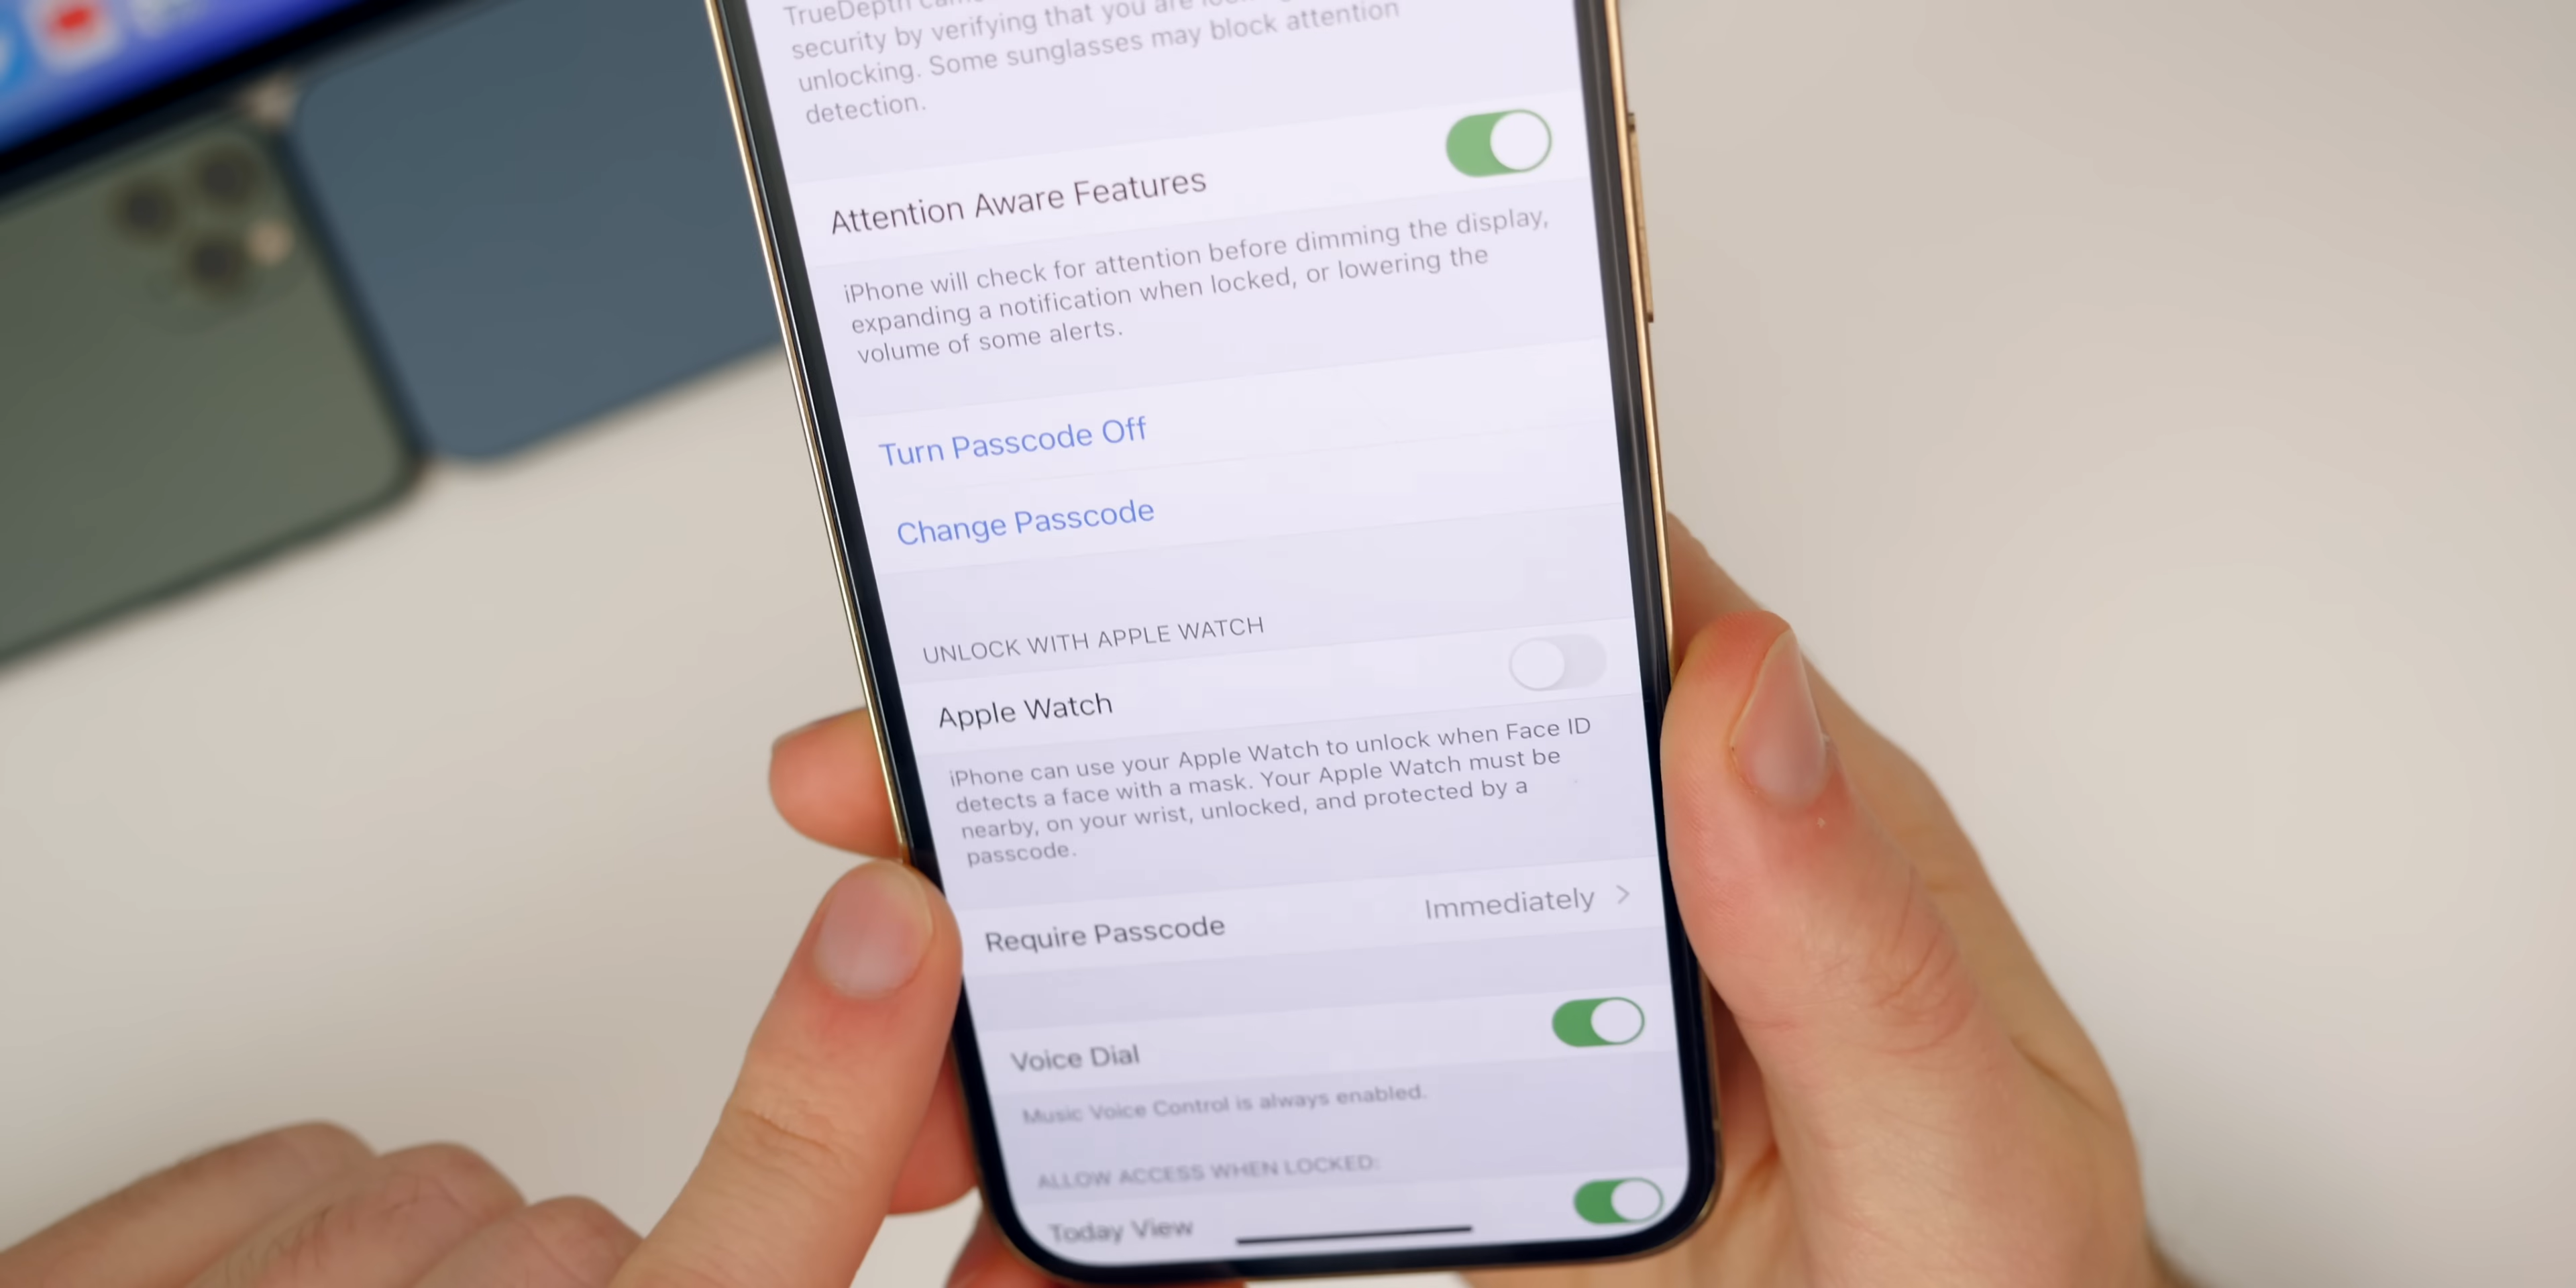 TrueDepth
security by verifying that you are
unlocking. Some sunglasses may block attention
detection.
Attention Aware Features
iPhone will check for attention before dimming the display,
expanding a notification when locked, or lowering the
volume of some alerts.
Turn Passcode Off
Change Passcode
UNLOCK WITH APPLE WATCH
Apple Watch
iPhone can use your Apple Watch to unlock when Face ID
detects a face with a mask. Your Apple Watch must be
nearby, on your wrist, unlocked, and protected by a
passcode.
Require Passcode Immediately
Voice Dial
Music Voice Control is always enabled.
ALLOW ACCESS WHEN LOCKED:
Today View